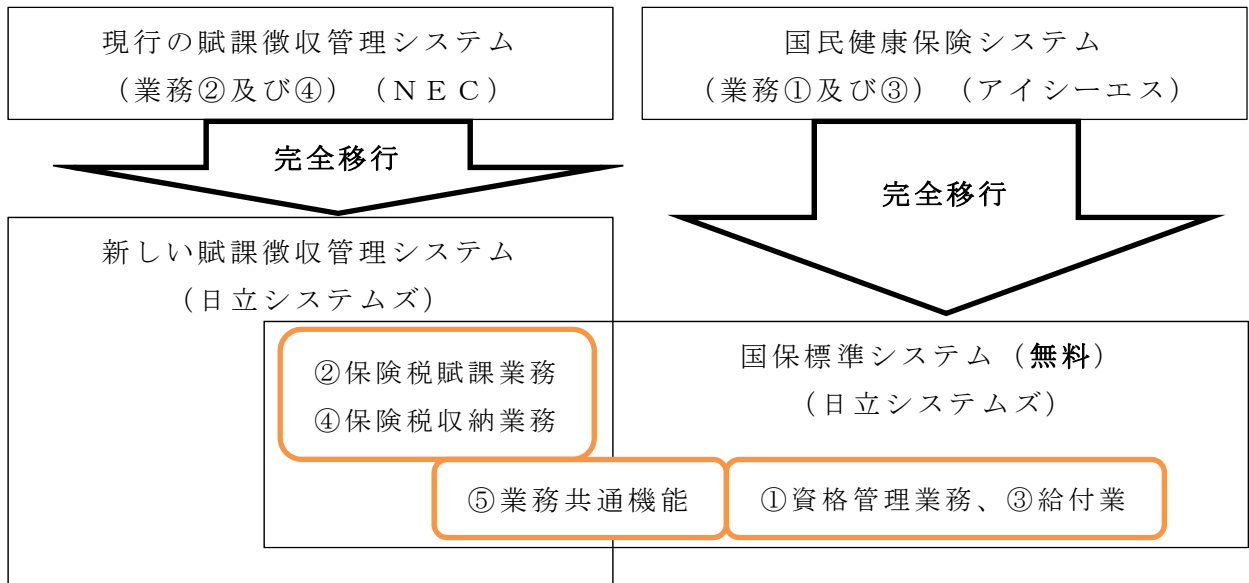 現行の賦課徴収管理システム
（業務②及び④）（ＮＥＣ）
国民健康保険システム
（業務①及び③）（アイシーエス）
完全移行
完全移行
新しい賦課徴収管理システム
（日立システムズ）
国保標準システム（無料）
（日立システムズ）
②保険税賦課業務
④保険税収納業務
⑤業務共通機能
①資格管理業務、③給付業